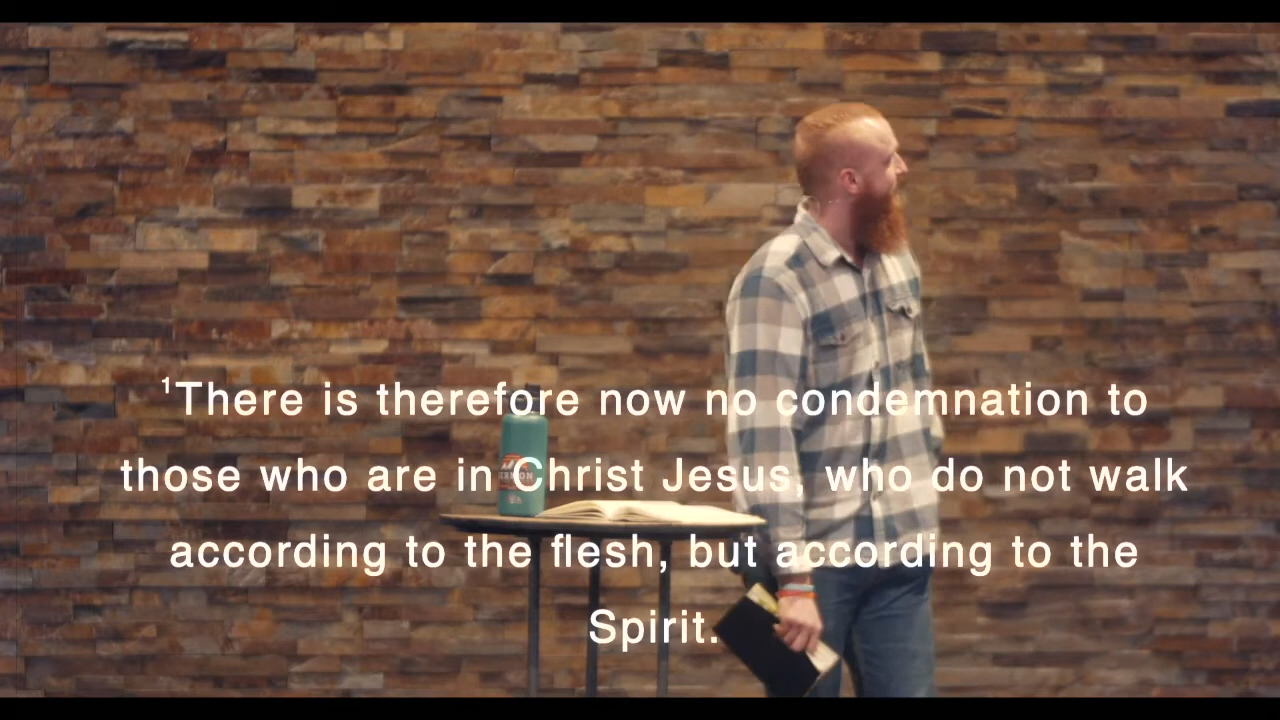 ¹There is therefore now no condemnation to
those who are in Christ Jesus, who do not walk
according to the flesh, but according to the
Spirit.